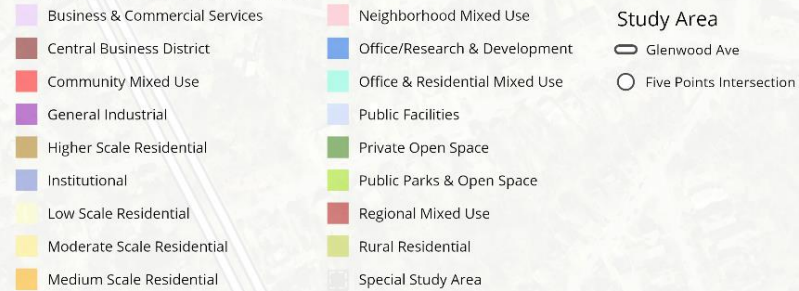 Business & Commercial Services
Central Business District
Community Mixed Use
General Industrial
Higher Scale Residential
Institutional
Low Scale Residential
Moderate Scale Residential
Medium Scale Residential
Neighborhood Mixed Use
Office/Research & Development
Office & Residential Mixed Use
Public Facilities
Private Open Space
Public Parks & Open Space
Regional Mixed Use
Rural Residential
Special Study Area
Study Area
Glenwood Ave
Five Points Intersection